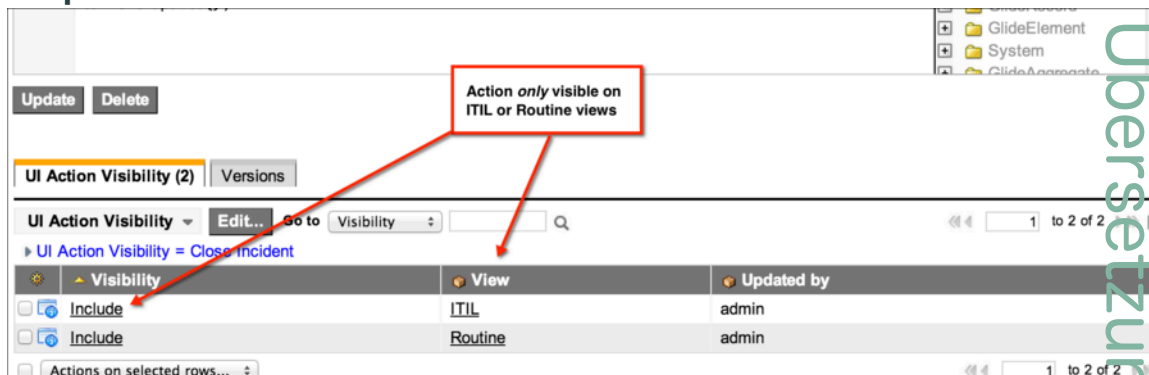 GlideElement
System
GlideAggregate
Update Delete
Action only visible on
ITIL or Routine views
UI Action Visibility (2) Versions
UI Action Visibility Edit... Go to Visibility 1 to 2 of 2
UI Action Visibility = Close Incident
Visibility View Updated by
Include ITIL admin
Include Routine admin
Actions on selected rows... 1 to 2 of 2